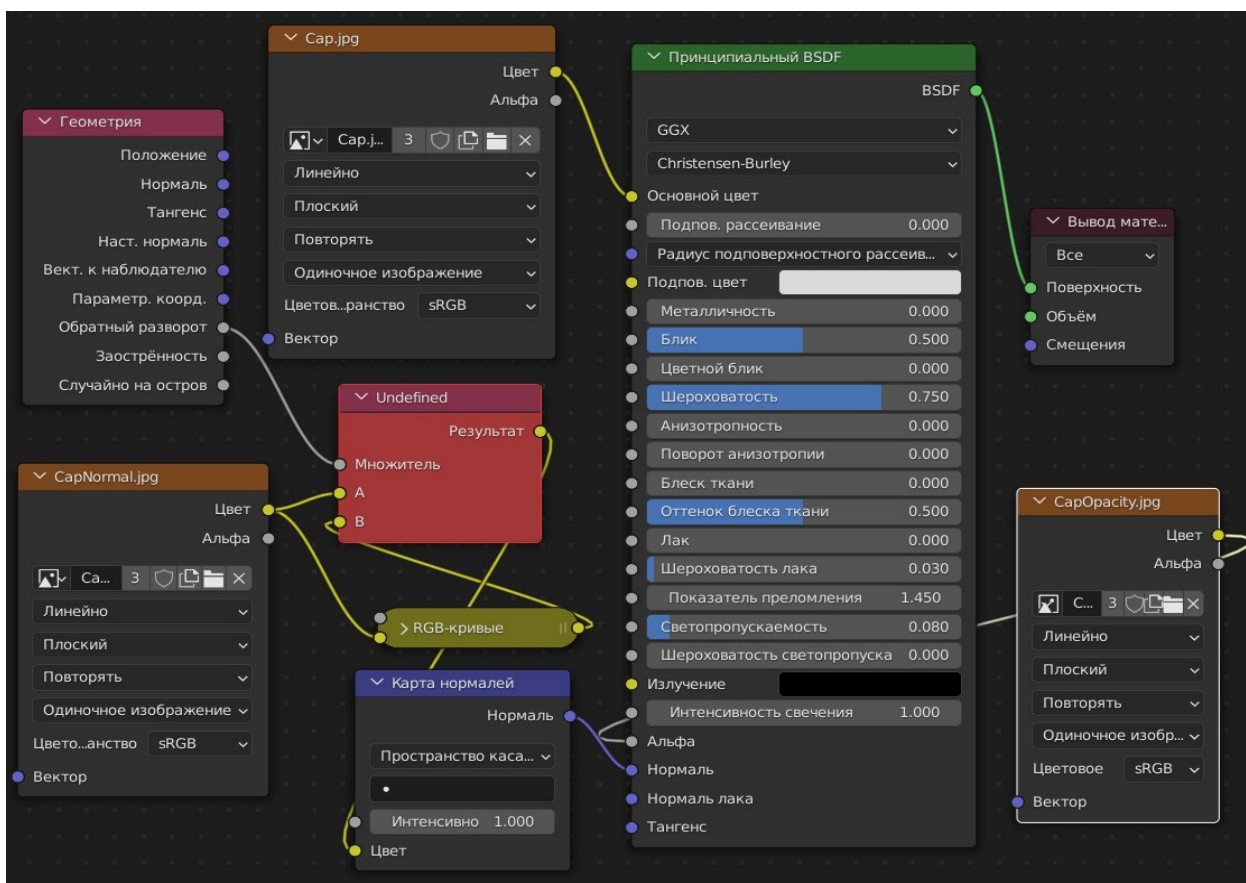 Cap.jpg
Цвет
Альфа
Cap.j... 3
Линейно
Плоский
Повторять
Одиночное изображение
Цветов...ранство sRGB
Вектор
Геометрия
Положение
Нормаль
Тангенс
Наст. нормаль
Вект. к наблюдателю
Параметр. коорд.
Обратный разворот
Заострённость
Случайно на остров
Undefined
Результат
Множитель
A
B
CapNormal.jpg
Цвет
Альфа
Ca... 3
Линейно
Плоский
Повторять
Одиночное изображение
Цвето...анство sRGB
Вектор
RGB-кривые
Карта нормалей
Нормаль
Пространство каса...
Интенсивно 1.000
Цвет
Принципиальный BSDF
BSDF
GGX
Christensen-Burley
Основной цвет
Подпов. рассеивание 0.000
Радиус подповерхностного рассеив...
Подпов. цвет
Металличность 0.000
Блик 0.500
Цветной блик 0.000
Шероховатость 0.750
Анизотропность 0.000
Поворот анизотропии 0.000
Блеск ткани 0.000
Оттенок блеска ткани 0.500
Лак 0.000
Шероховатость лака 0.030
Показатель преломления 1.450
Светопропускаемость 0.080
Шероховатость светопропуска 0.000
Излучение
Интенсивность свечения 1.000
Альфа
Нормаль
Нормаль лака
Тангенс
Вывод мате...
Все
Поверхность
Объём
Смещения
CapOpacity.jpg
Цвет
Альфа
C... 3
Линейно
Плоский
Повторять
Одиночное изобр...
Цветовое sRGB
Вектор